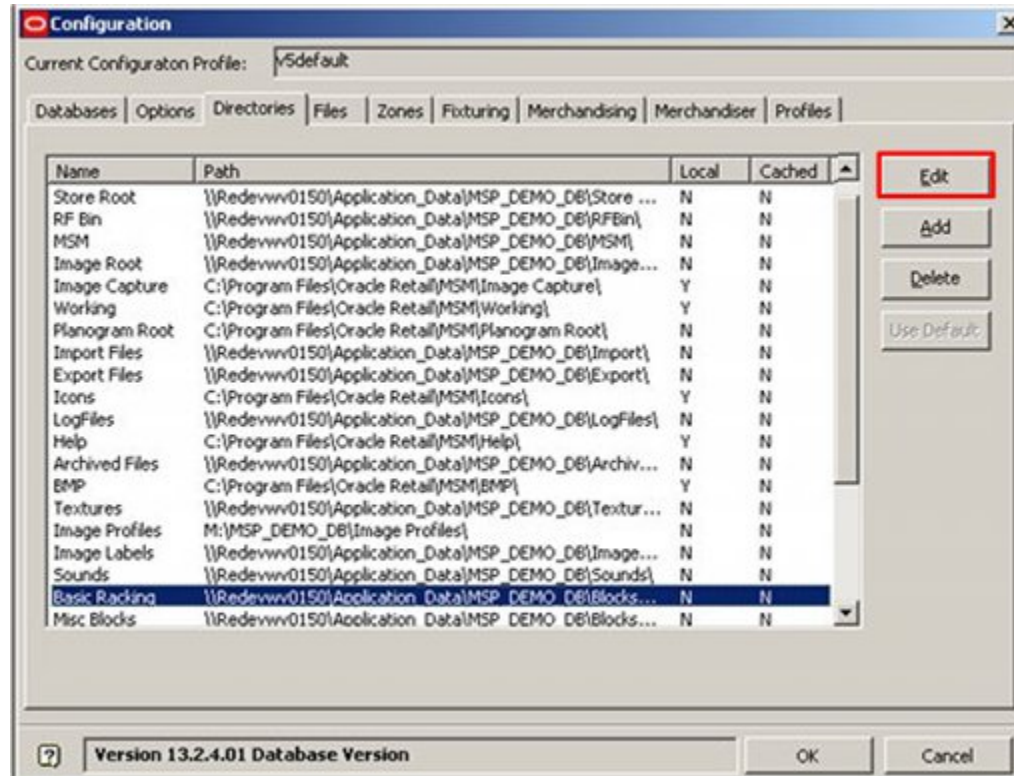 Configuration
Current Configuraton Profile: v5default
Databases Options Directories Files Zones Fixturing Merchandising Merchandiser Profiles
Name Path Local Cached
Store Root \\Redevwv0150\Application_Data\MSP_DEMO_DB\Store ... N N
RF Bin \\Redevwv0150\Application_Data\MSP_DEMO_DB\RFBin\ N N
MSM \\Redevwv0150\Application_Data\MSP_DEMO_DB\MSM\ N N
Image Root \\Redevwv0150\Application_Data\MSP_DEMO_DB\Image... N N
Image Capture C:\Program Files\Oracle Retail\MSM\Image Capture\ Y N
Working C:\Program Files\Oracle Retail\MSM\Working\ Y N
Planogram Root C:\Program Files\Oracle Retail\MSM\Planogram Root\ N N
Import Files \\Redevwv0150\Application_Data\MSP_DEMO_DB\Import\ N N
Export Files \\Redevwv0150\Application_Data\MSP_DEMO_DB\Export\ N N
Icons C:\Program Files\Oracle Retail\MSM\Icons\ Y N
LogFiles \\Redevwv0150\Application_Data\MSP_DEMO_DB\LogFiles\ N N
Help C:\Program Files\Oracle Retail\MSM\Help\ Y N
Archived Files \\Redevwv0150\Application_Data\MSP_DEMO_DB\Archiv... N N
BMP C:\Program Files\Oracle Retail\MSM\BMP\ Y N
Textures \\Redevwv0150\Application_Data\MSP_DEMO_DB\Textur... N N
Image Profiles M:\MSP_DEMO_DB\Image Profiles\ N N
Image Labels \\Redevwv0150\Application_Data\MSP_DEMO_DB\Image... N N
Sounds \\Redevwv0150\Application_Data\MSP_DEMO_DB\Sounds\ N N
Basic Racking \\Redevwv0150\Application_Data\MSP_DEMO_DB\Blocks... N N
Misc Blocks \\Redevwv0150\Application_Data\MSP_DEMO_DB\Blocks... N N
Edit
Add
Delete
Use Default
Version 13.2.4.01 Database Version
OK
Cancel